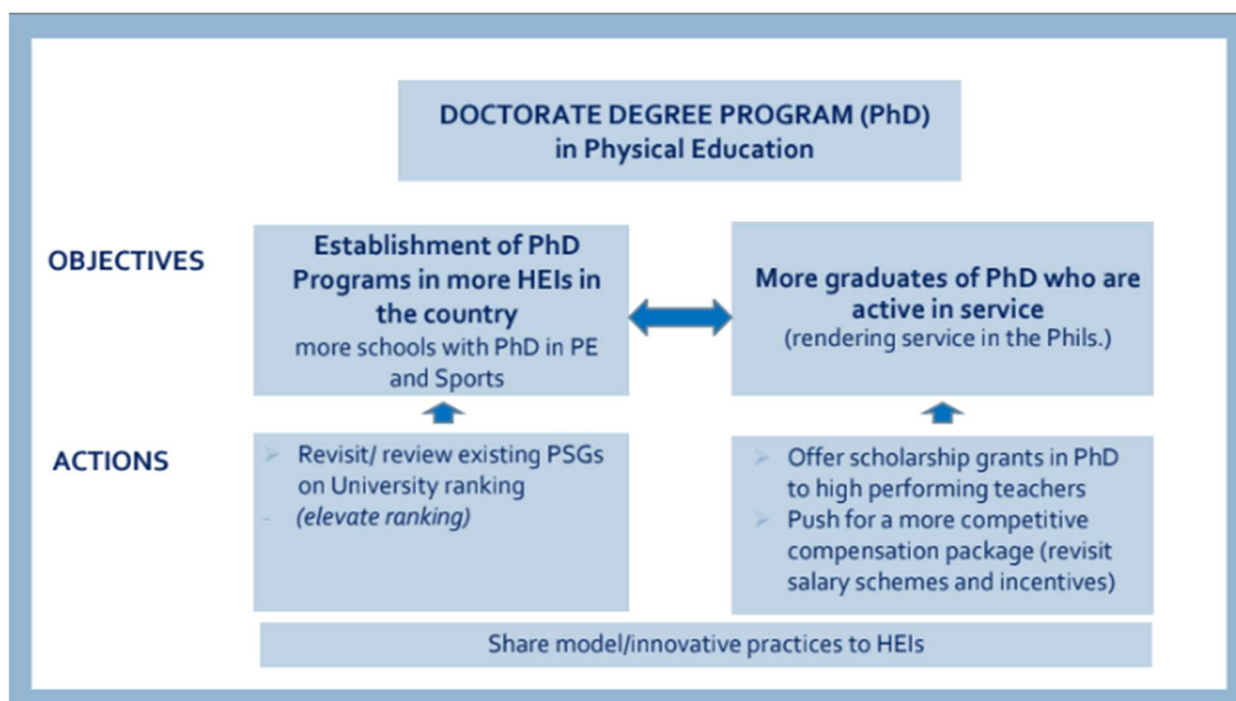 DOCTORATE DEGREE PROGRAM (PhD)
in Physical Education
OBJECTIVES
Establishment of PhD
Programs in more HEIs in
the country
more schools with PhD in PE
and Sports
More graduates of PhD who are
active in service
(rendering service in the Phils.)
ACTIONS
Revisit/ review existing PSGs
on University ranking
- (elevate ranking)
Offer scholarship grants in PhD
to high performing teachers
Push for a more competitive
compensation package (revisit
salary schemes and incentives)
Share model/innovative practices to HEIs